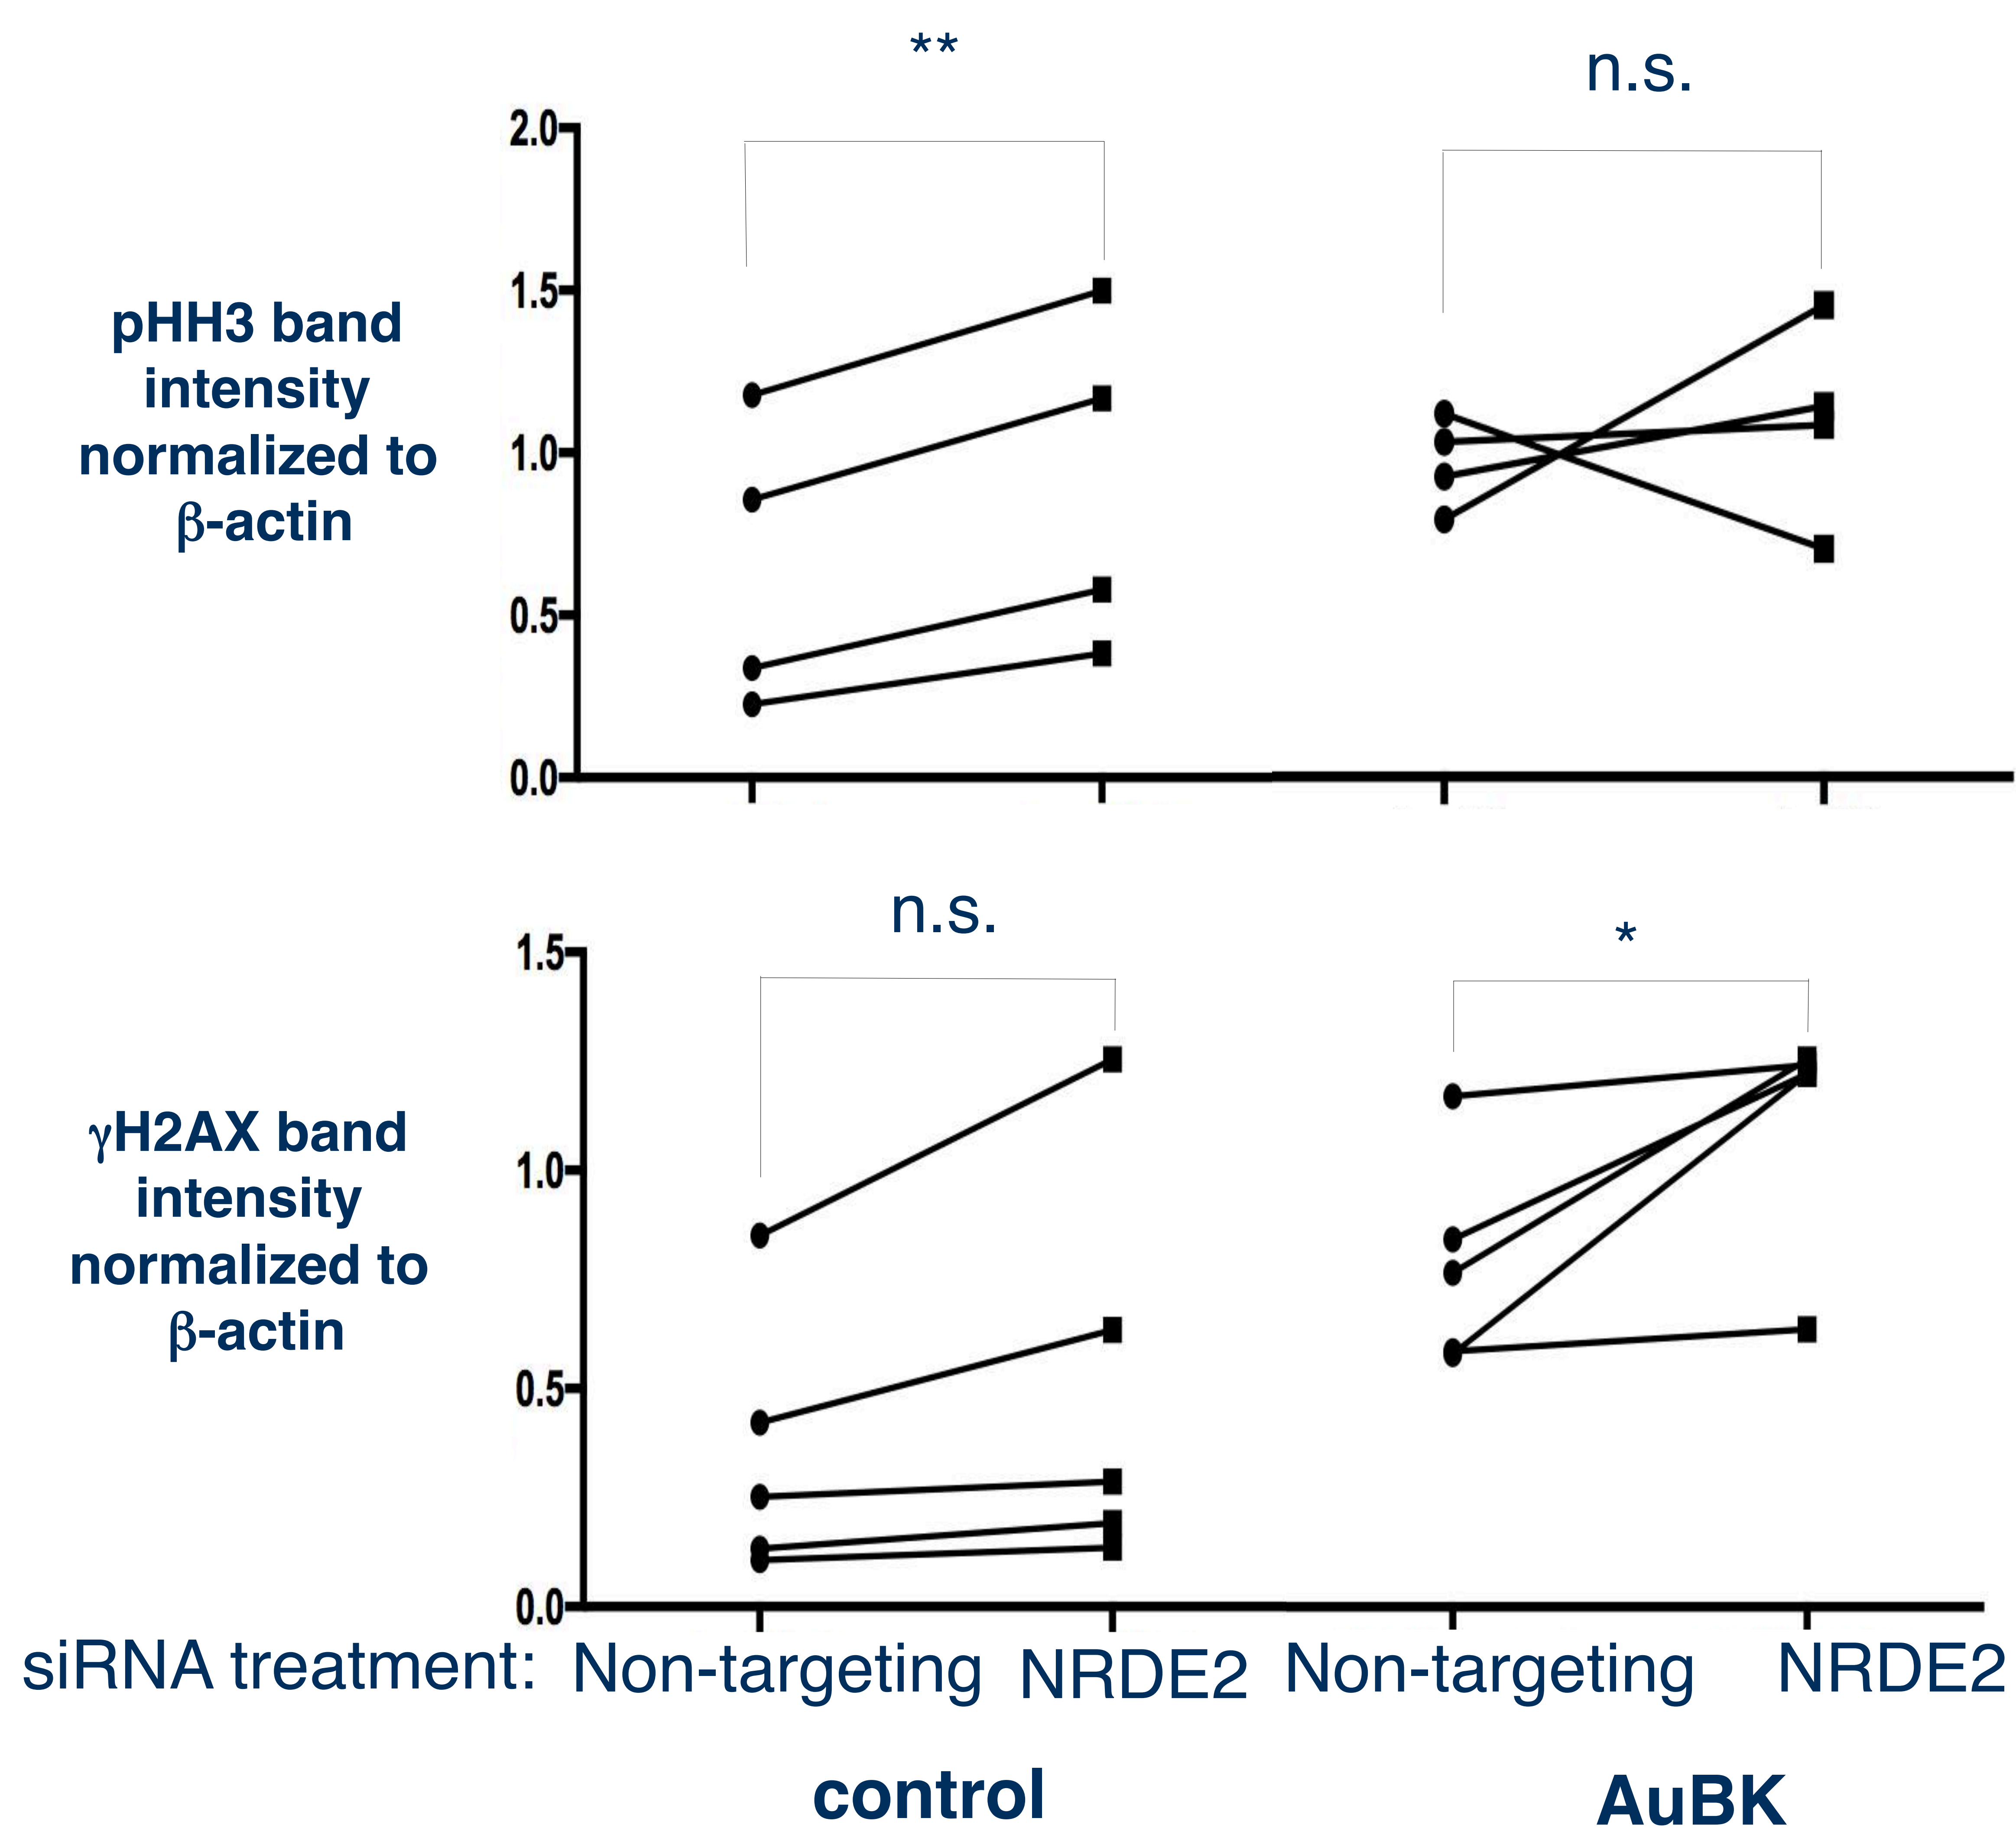 **
n.s.
2.0
1.5
1.0
0.5
0.0
pHH3 band
intensity
normalized to
β-actin
n.s.
*
1.5
1.0
0.5
0.0
γH2AX band
intensity
normalized to
β-actin
siRNA treatment: Non-targeting NRDE2 Non-targeting NRDE2
control AuBK